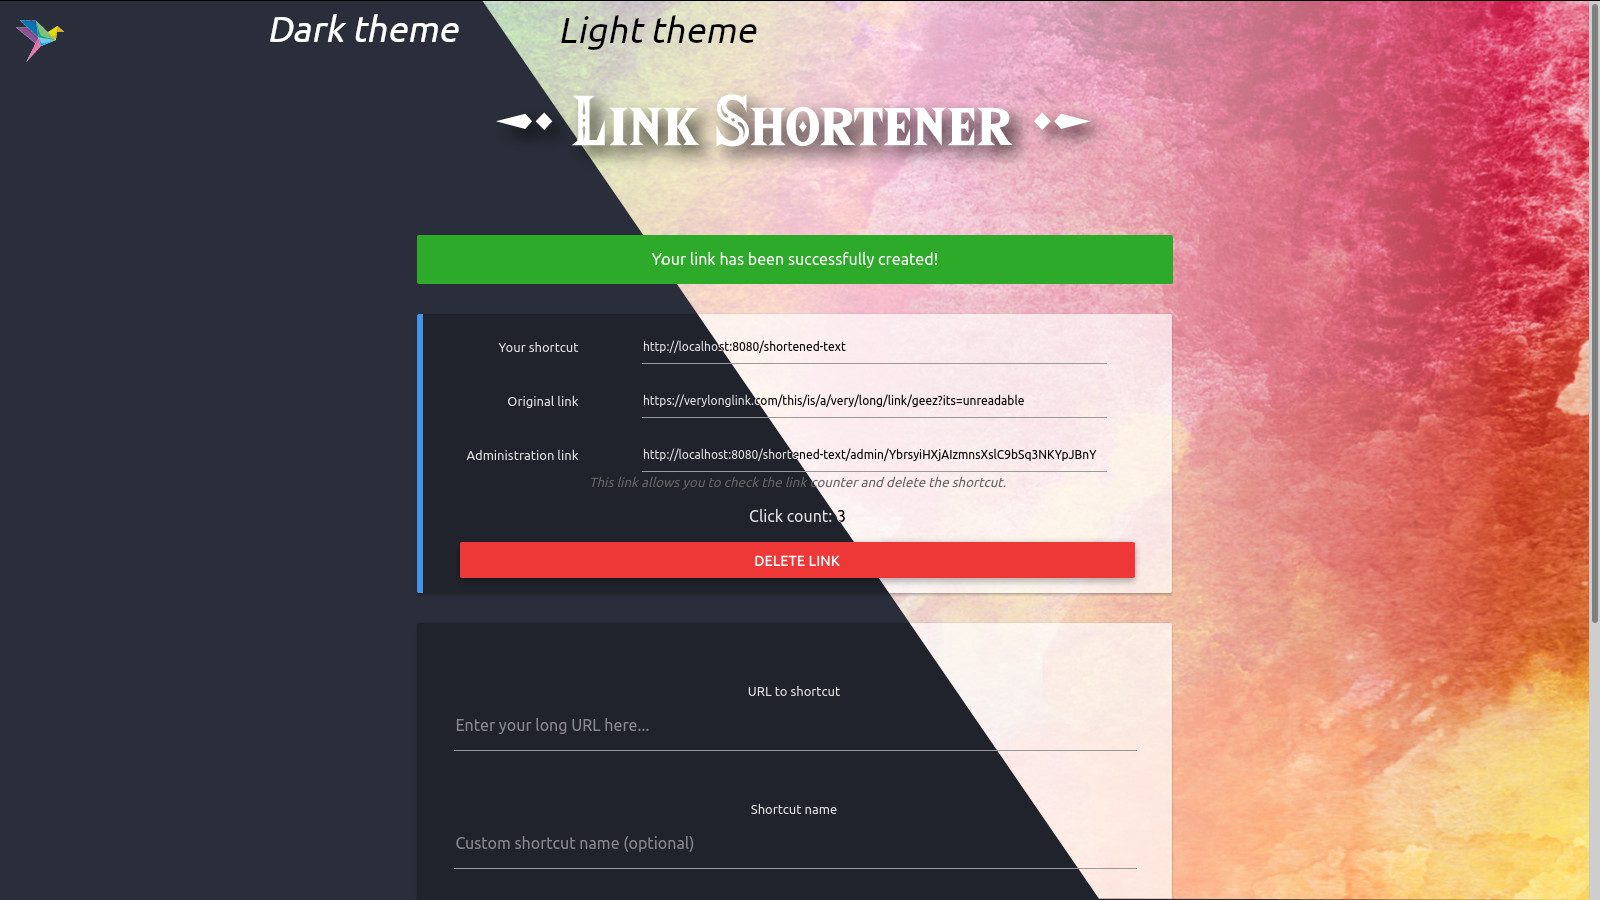 Dark theme
Light theme
Link Shortener
Your link has been successfully created!
Your shortcut
http://localhost:8080/shortened-text
Original link
https://verylonglink.com/this/is/a/very/long/link/geez?its=unreadable
Administration link
http://localhost:8080/shortened-text/admin/YbrsyiHXjAIzmnsXslC9bSq3NKYpJBnY
This link allows you to check the link counter and delete the shortcut.
Click count: 3
DELETE LINK
URL to shortcut
Enter your long URL here...
Shortcut name
Custom shortcut name (optional)